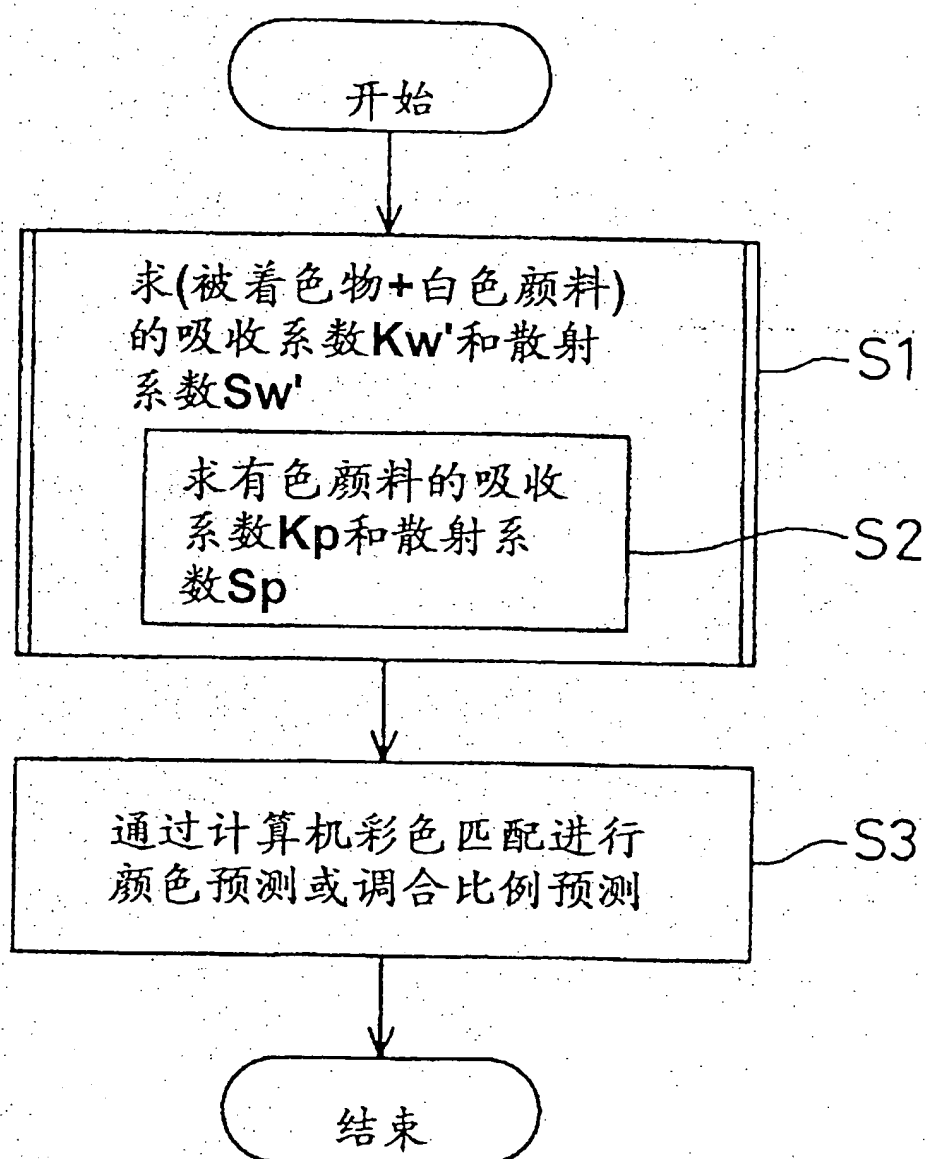 开始
求(被着色物+白色颜料)
的吸收系数Kw'和散射
系数Sw'
S1
求有色颜料的吸收
系数Kp和散射系
数Sp
S2
通过计算机彩色匹配进行
颜色预测或调合比例预测
S3
结束